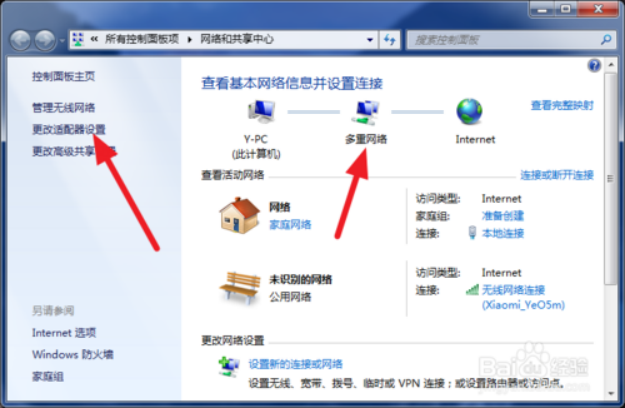 « 所有控制面板项 ▸ 网络和共享中心
搜索控制面板
控制面板主页
管理无线网络
更改适配器设置
更改高级共享
另请参阅
Internet 选项
Windows 防火墙
家庭组
查看基本网络信息并设置连接
查看完整映射
Y-PC
(此计算机)
多重网络
Internet
查看活动网络
连接或断开连接
网络
家庭网络
访问类型: Internet
家庭组: 准备创建
连接: 本地连接
未识别的网络
公用网络
访问类型: Internet
连接: 无线网络连接
(Xiaomi_YeO5m)
更改网络设置
设置新的连接或网络
设置无线、宽带、拨号、临时或 VPN 连接；或设置路由器或访问点。
Baidu 经验